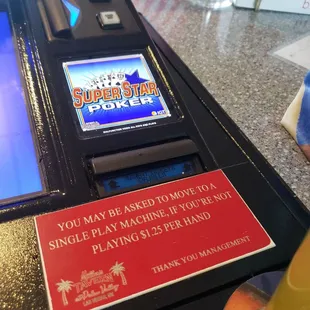 SUPER STAR
POKER
YOU MAY BE ASKED TO MOVE TO A
SINGLE PLAY MACHINE, IF YOU'RE NOT
PLAYING $1.25 PER HAND
THANK YOU MANAGEMENT